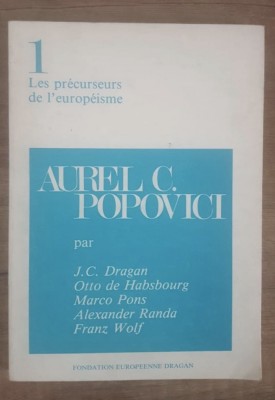 1
Les précurseurs
de l'européisme
AUREL C.
POPOVICI
par
J.C. Dragan
Otto de Habsbourg
Marco Pons
Alexander Randa
Franz Wolf
FONDATION EUROPEENNE DRAGAN